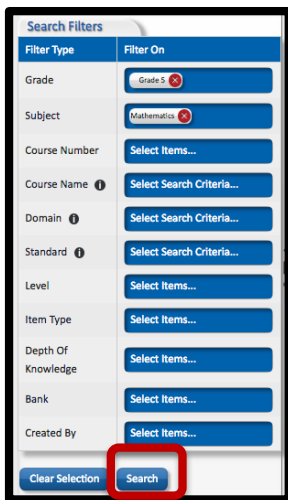 Search Filters
Filter Type Filter On
Grade Grade 5
Subject Mathematics
Course Number Select Items...
Course Name Select Search Criteria...
Domain Select Search Criteria...
Standard Select Search Criteria...
Level Select Items...
Item Type Select Items...
Depth Of
Knowledge Select Items...
Bank Select Items...
Created By Select Items...
Clear Selection Search